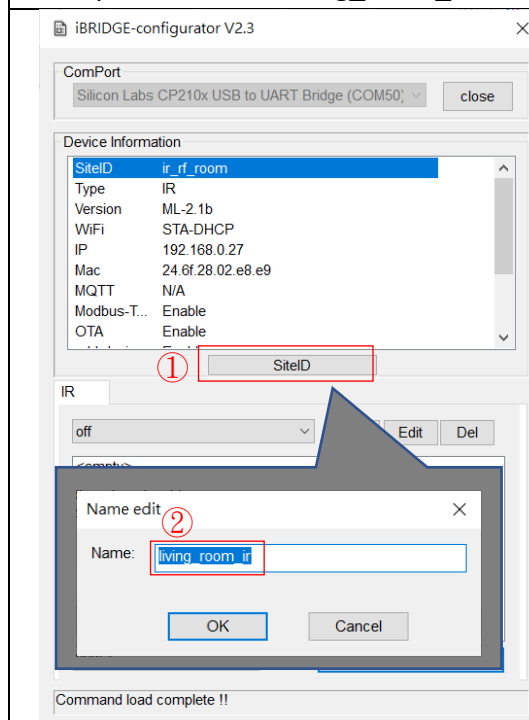 iBRIDGE-configurator V2.3
ComPort
Silicon Labs CP210x USB to UART Bridge (COM50)
close
Device Information
SiteID ir_rf_room
Type IR
Version ML-2.1b
WiFi STA-DHCP
IP 192.168.0.27
Mac 24.6f.28.02.e8.e9
MQTT N/A
Modbus-T... Enable
OTA Enable
① SiteID
IR
off Edit Del
<empty>
Name edit
②
Name: living_room_ir
OK Cancel
Command load complete !!